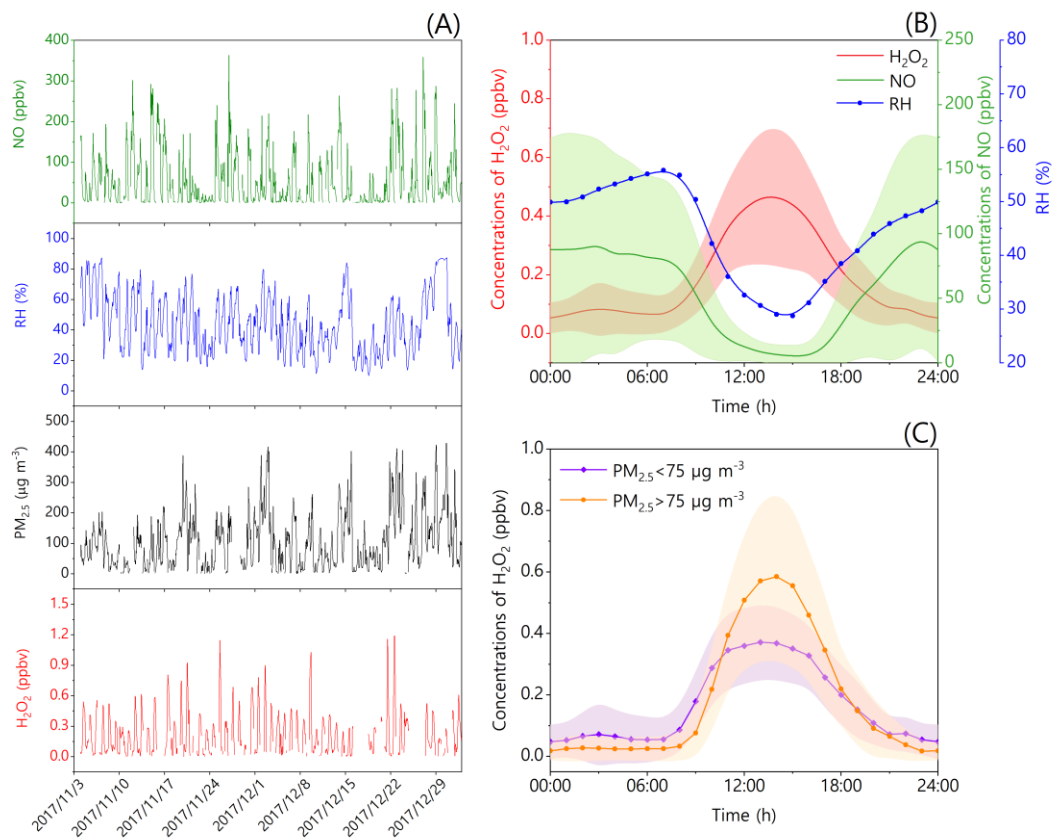 (A)
NO (ppbv)
400
300
200
100
0
RH (%)
100
80
60
40
20
0
PM2.5 (μg m-3)
500
400
300
200
100
0
H2O2 (ppbv)
1.5
1.2
0.9
0.6
0.3
0.0
2017/11/3
2017/11/10
2017/11/17
2017/11/24
2017/12/1
2017/12/8
2017/12/15
2017/12/22
2017/12/29
(B)
Concentrations of H2O2 (ppbv)
1.0
0.8
0.6
0.4
0.2
0.0
H2O2
NO
RH
250
200
150
100
50
0
Concentrations of NO (ppbv)
80
70
60
50
40
30
20
RH (%)
00:00 06:00 12:00 18:00 24:00
Time (h)
(C)
Concentrations of H2O2 (ppbv)
1.0
0.8
0.6
0.4
0.2
0.0
PM2.5<75 μg m-3
PM2.5>75 μg m-3
00:00 06:00 12:00 18:00 24:00
Time (h)